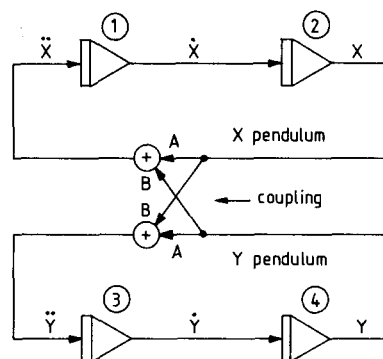 1 2
Ẍ Ẋ X
A X pendulum
+
B
coupling
B
+
A Y pendulum
Ÿ Ẏ Y
3 4